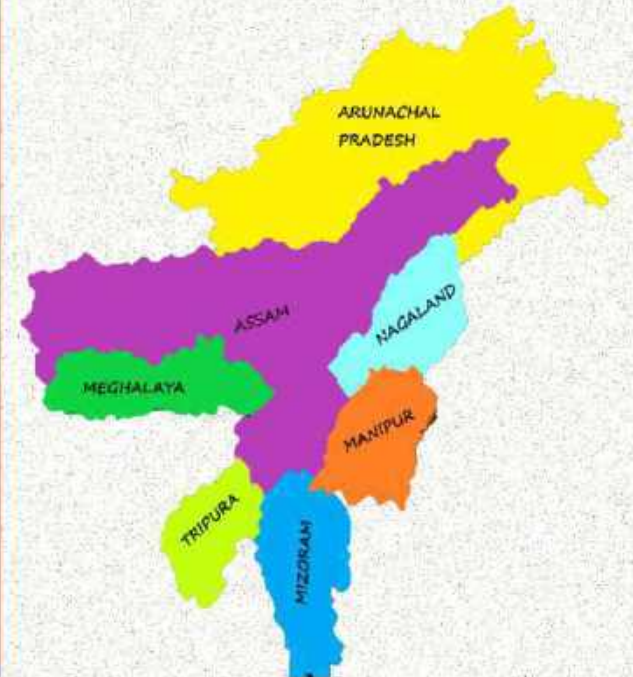 ARUNACHAL
PRADESH
ASSAM
NAGALAND
MEGHALAYA
MANIPUR
TRIPURA
MIZORAM